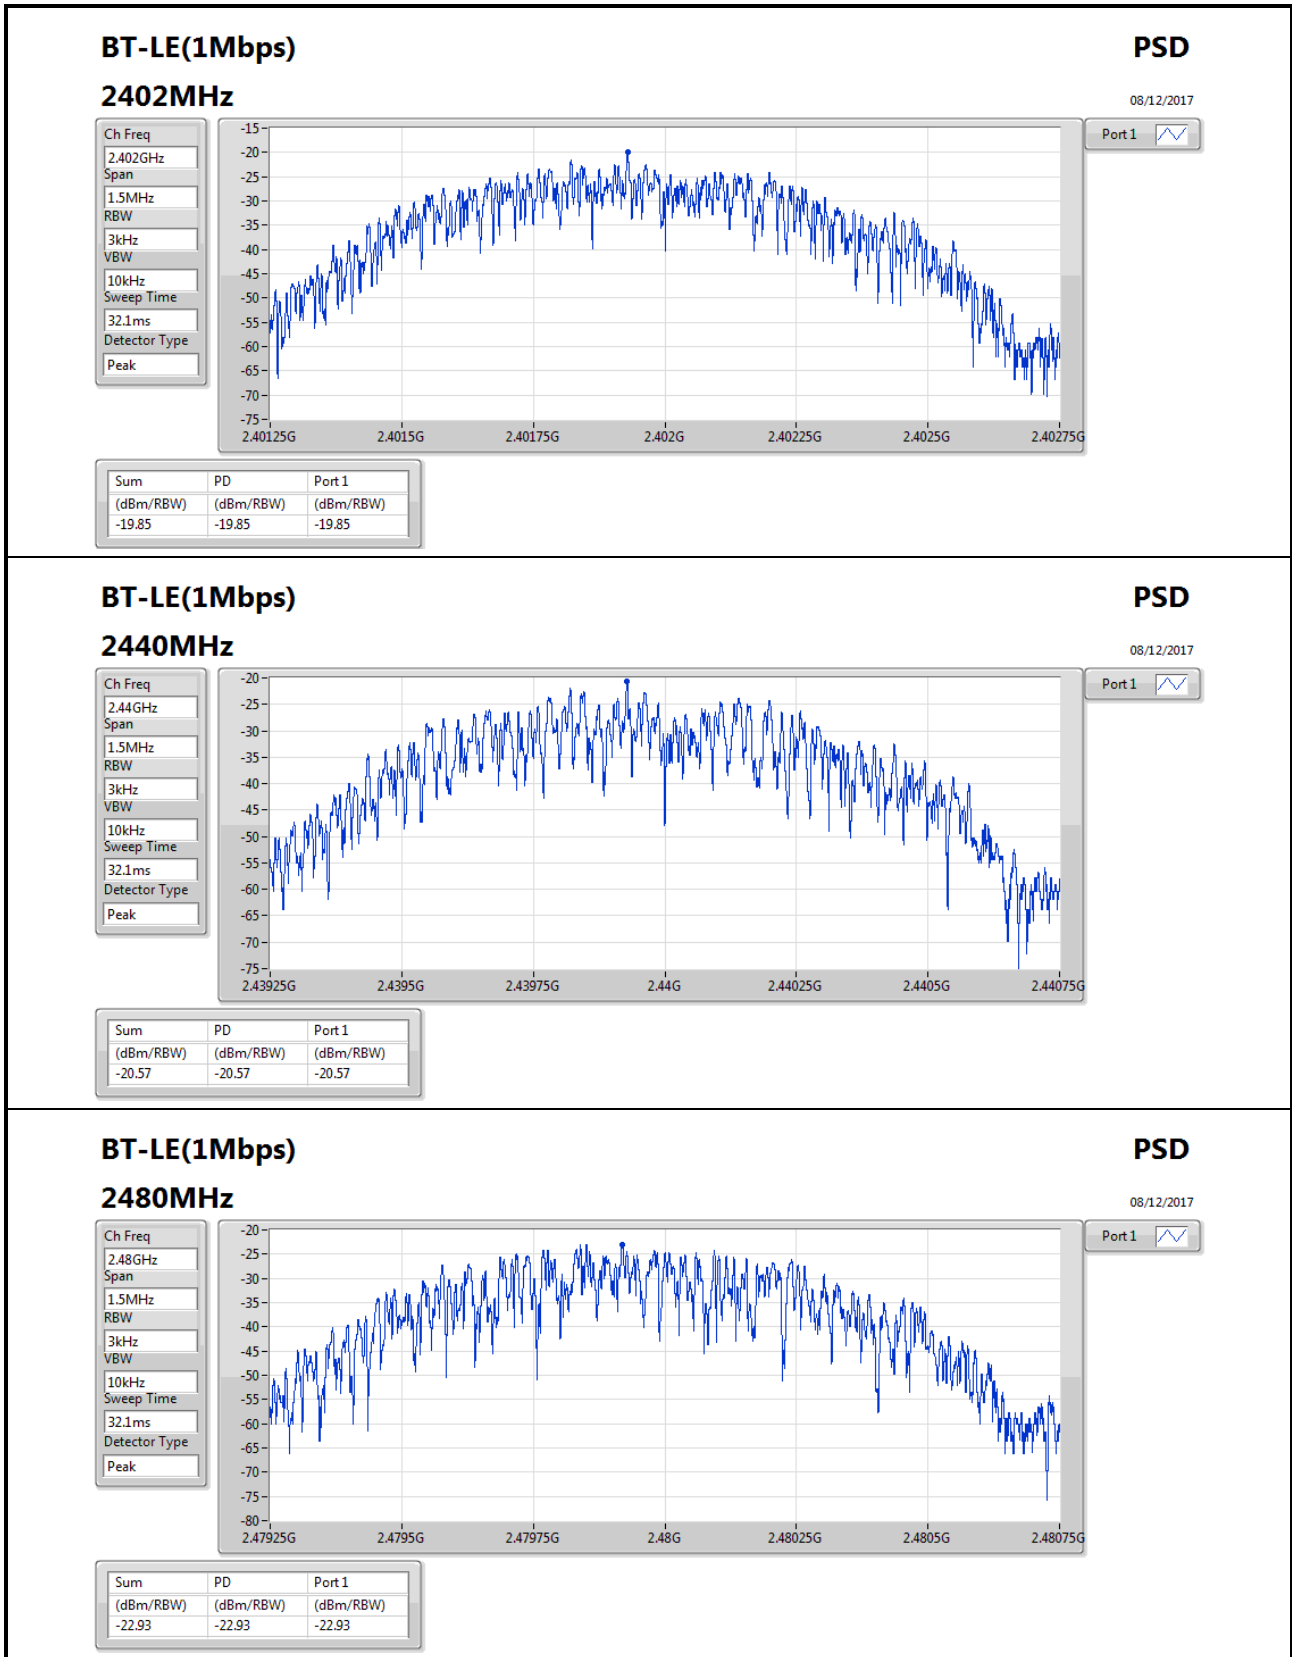 BT-LE(1Mbps) PSD
2402MHz 08/12/2017
Ch Freq
2.402GHz
Span
1.5MHz
RBW
3kHz
VBW
10kHz
Sweep Time
32.1ms
Detector Type
Peak
-15
-20
-25
-30
-35
-40
-45
-50
-55
-60
-65
-70
-75
2.40125G 2.4015G 2.40175G 2.402G 2.40225G 2.4025G 2.40275G
Port 1
Sum PD Port 1
(dBm/RBW) (dBm/RBW) (dBm/RBW)
-19.85 -19.85 -19.85
BT-LE(1Mbps) PSD
2440MHz 08/12/2017
Ch Freq
2.44GHz
Span
1.5MHz
RBW
3kHz
VBW
10kHz
Sweep Time
32.1ms
Detector Type
Peak
-20
-25
-30
-35
-40
-45
-50
-55
-60
-65
-70
-75
2.43925G 2.4395G 2.43975G 2.44G 2.44025G 2.4405G 2.44075G
Port 1
Sum PD Port 1
(dBm/RBW) (dBm/RBW) (dBm/RBW)
-20.57 -20.57 -20.57
BT-LE(1Mbps) PSD
2480MHz 08/12/2017
Ch Freq
2.48GHz
Span
1.5MHz
RBW
3kHz
VBW
10kHz
Sweep Time
32.1ms
Detector Type
Peak
-20
-25
-30
-35
-40
-45
-50
-55
-60
-65
-70
-75
-80
2.47925G 2.4795G 2.47975G 2.48G 2.48025G 2.4805G 2.48075G
Port 1
Sum PD Port 1
(dBm/RBW) (dBm/RBW) (dBm/RBW)
-22.93 -22.93 -22.93